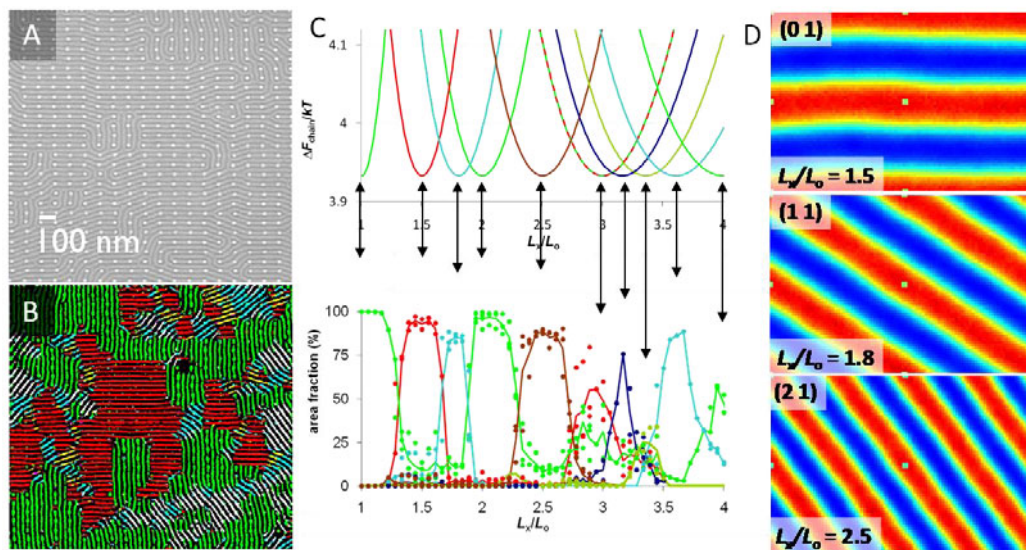 A
100 nm
B
C
ΔFchain/kT
4.1
4
3.9
1
1.5
2
2.5
3
3.5
4
Lx/Lo
area fraction (%)
100
75
50
25
0
1
1.5
2
2.5
3
3.5
4
Lx/Lo
D
(0 1)
Lx/Lo = 1.5
(1 1)
Lx/Lo = 1.8
(2 1)
Lx/Lo = 2.5